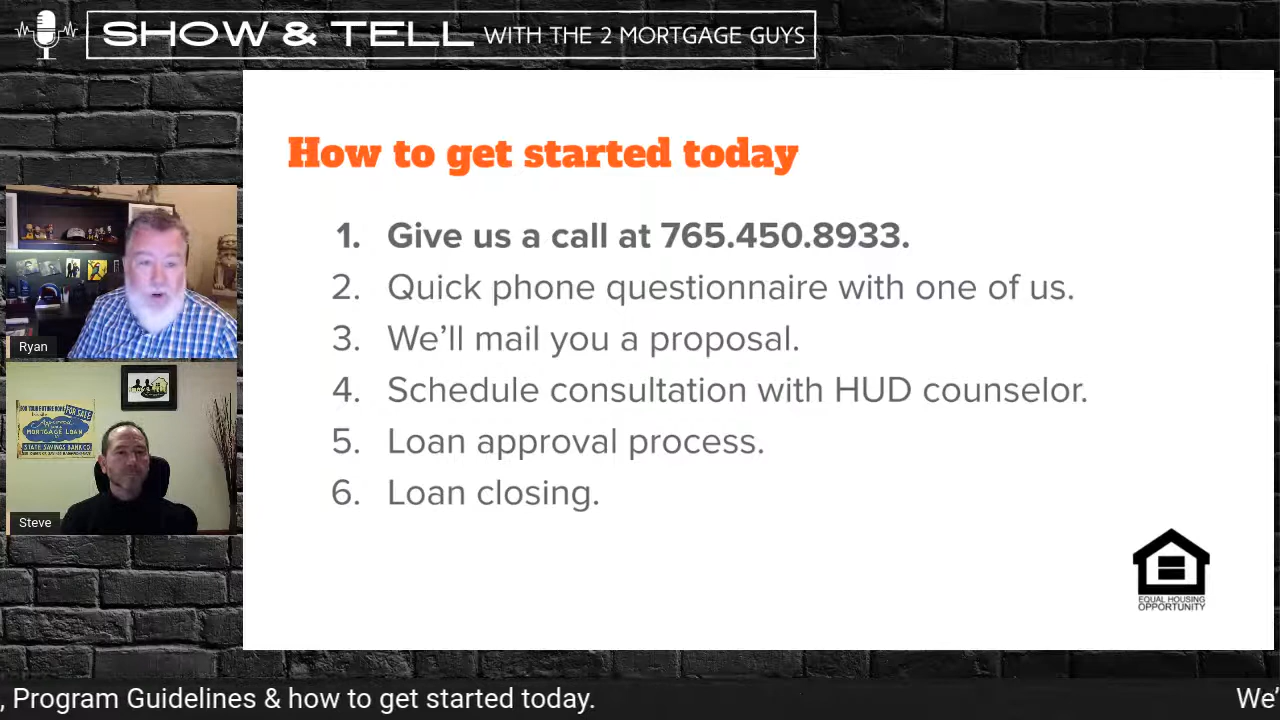 SHOW & TELL WITH THE 2 MORTGAGE GUYS
How to get started today
1. Give us a call at 765.450.8933.
2. Quick phone questionnaire with one of us.
3. We’ll mail you a proposal.
4. Schedule consultation with HUD counselor.
5. Loan approval process.
6. Loan closing.
Ryan
FOR SALE
Approved
MORTGAGE LOAN
STATE SAVINGS BANK CO.
Steve
EQUAL HOUSING
OPPORTUNITY
, Program Guidelines & how to get started today.
We’